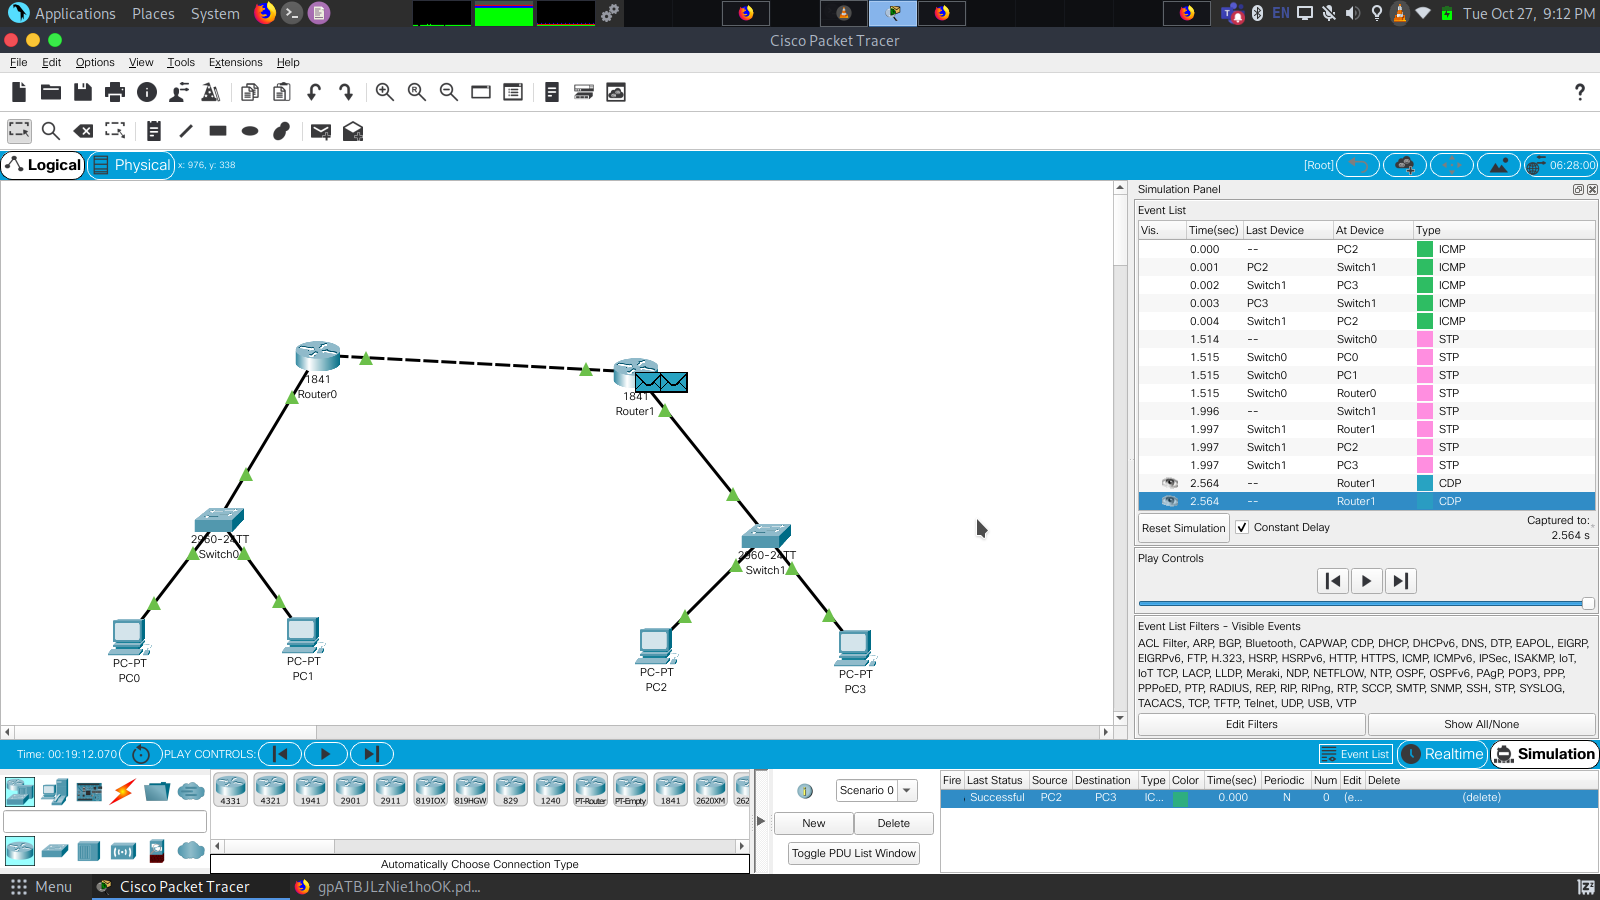 Applications Places System EN Tue Oct 27, 9:12 PM
Cisco Packet Tracer
File Edit Options View Tools Extensions Help
?
Logical Physical x: 976, y: 338 [Root] 06:28:00
Simulation Panel
Event List
Vis. Time(sec) Last Device At Device Type
0.000 -- PC2 ICMP
0.001 PC2 Switch1 ICMP
0.002 Switch1 PC3 ICMP
0.003 PC3 Switch1 ICMP
0.004 Switch1 PC2 ICMP
1.514 -- Switch0 STP
1.515 Switch0 PC0 STP
1.515 Switch0 PC1 STP
1.515 Switch0 Router0 STP
1.996 -- Switch1 STP
1.997 Switch1 Router1 STP
1.997 Switch1 PC2 STP
1.997 Switch1 PC3 STP
2.564 -- Router1 CDP
2.564 -- Router1 CDP
Reset Simulation Constant Delay Captured to:
2.564 s
Play Controls
Event List Filters - Visible Events
ACL Filter, ARP, BGP, Bluetooth, CAPWAP, CDP, DHCP, DHCPv6, DNS, DTP, EAPOL, EIGRP,
EIGRPv6, FTP, H.323, HSRP, HSRPv6, HTTP, HTTPS, ICMP, ICMPv6, IPSec, ISAKMP, IoT,
IoT TCP, LACP, LLDP, Meraki, NDP, NETFLOW, NTP, OSPF, OSPFv6, PAgP, POP3, PPP,
PPPoED, PTP, RADIUS, REP, RIP, RIPng, RTP, SCCP, SMTP, SNMP, SSH, STP, SYSLOG,
TACACS, TCP, TFTP, Telnet, UDP, USB, VTP
Edit Filters Show All/None
1841
Router0
1841
Router1
2960-24TT
Switch0
2960-24TT
Switch1
PC-PT
PC0
PC-PT
PC1
PC-PT
PC2
PC-PT
PC3
Time: 00:19:12.070 PLAY CONTROLS: Event List Realtime Simulation
4331 4321 1941 2901 2911 819IOX 819HGW 829 1240 PT-Router PT-Empty 1841 2620XM 262
Automatically Choose Connection Type
Scenario 0
New Delete
Toggle PDU List Window
Fire Last Status Source Destination Type Color Time(sec) Periodic Num Edit Delete
Successful PC2 PC3 IC... 0.000 N 0 (e... (delete)
Menu Cisco Packet Tracer gpATBJLzNie1hoOK.pd...